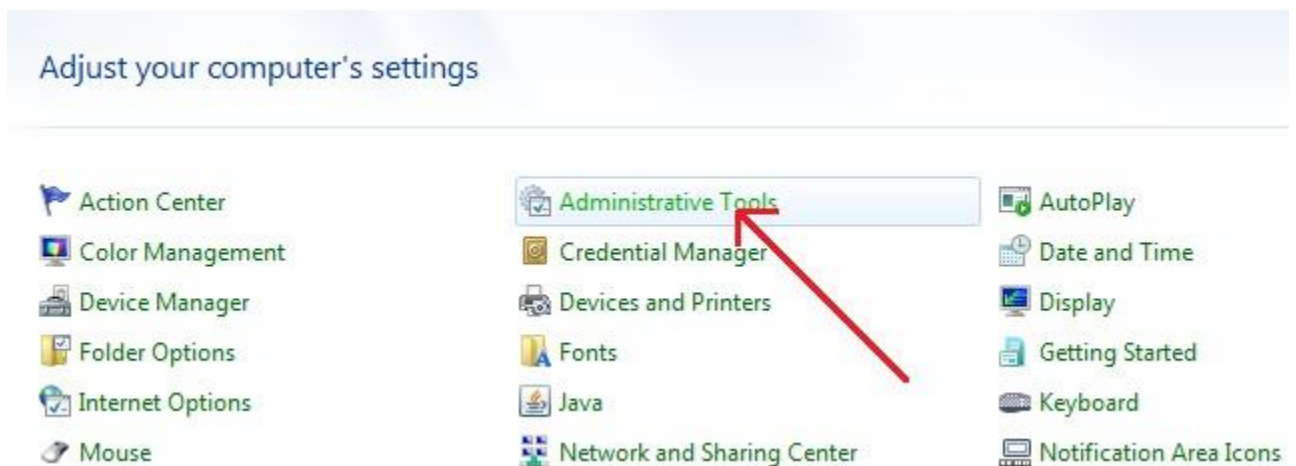 Adjust your computer's settings
Action Center
Administrative Tools
AutoPlay
Color Management
Credential Manager
Date and Time
Device Manager
Devices and Printers
Display
Folder Options
Fonts
Getting Started
Internet Options
Java
Keyboard
Mouse
Network and Sharing Center
Notification Area Icons